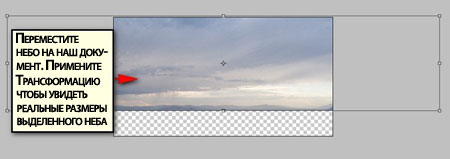 Переместите
небо на наш доку-
мент. Примените
Трансформацию
чтобы увидеть
реальные размеры
выделенного неба